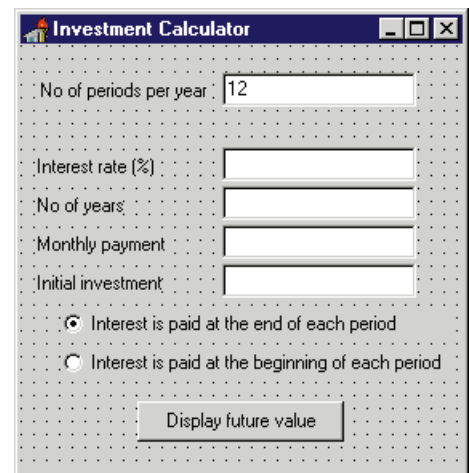 Investment Calculator
No of periods per year 12
Interest rate (%)
No of years
Monthly payment
Initial investment
Interest is paid at the end of each period
Interest is paid at the beginning of each period
Display future value